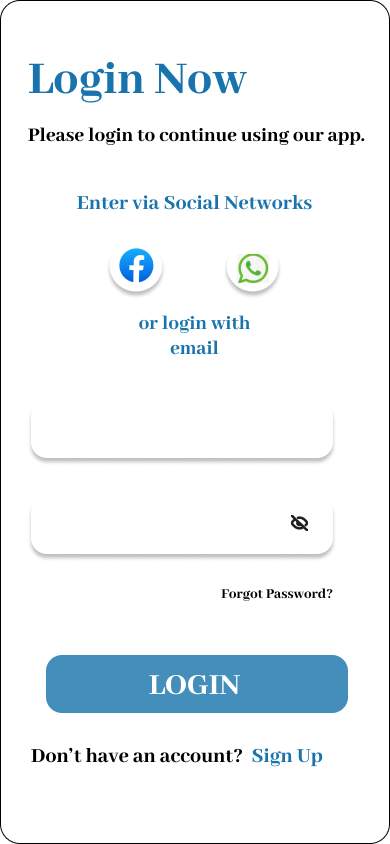 Login Now
Please login to continue using our app.
Enter via Social Networks
or login with
email
Forgot Password?
LOGIN
Don’t have an account? Sign Up